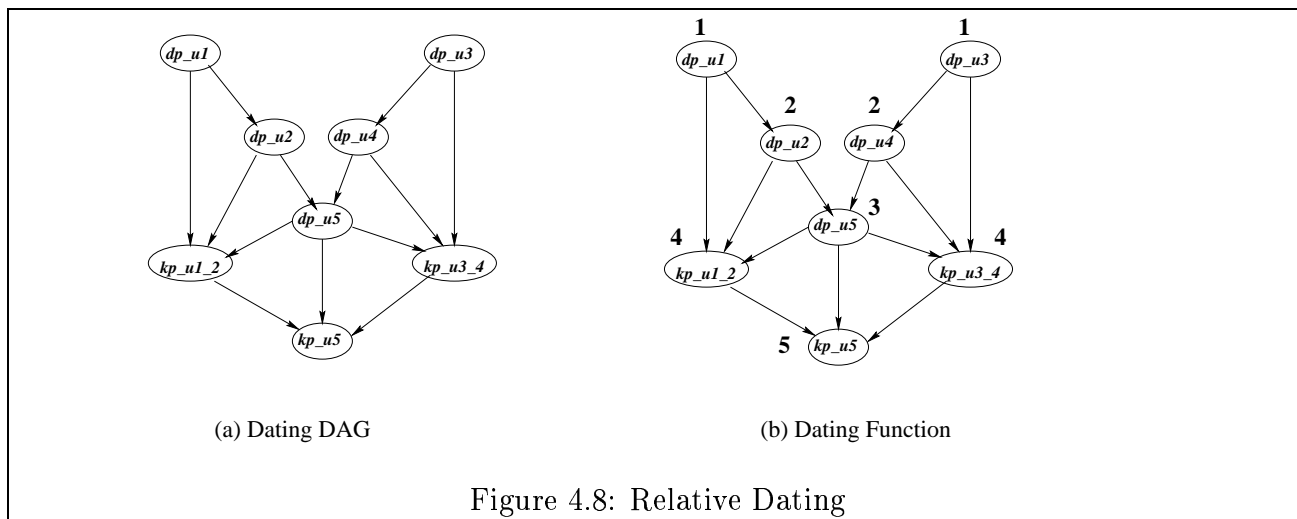 dp_u1
dp_u3
dp_u2
dp_u4
dp_u5
kp_u1_2
kp_u3_4
kp_u5
(a) Dating DAG
1
1
dp_u1
dp_u3
2
2
dp_u2
dp_u4
dp_u5
3
4
4
kp_u1_2
kp_u3_4
5
kp_u5
(b) Dating Function
Figure 4.8: Relative Dating